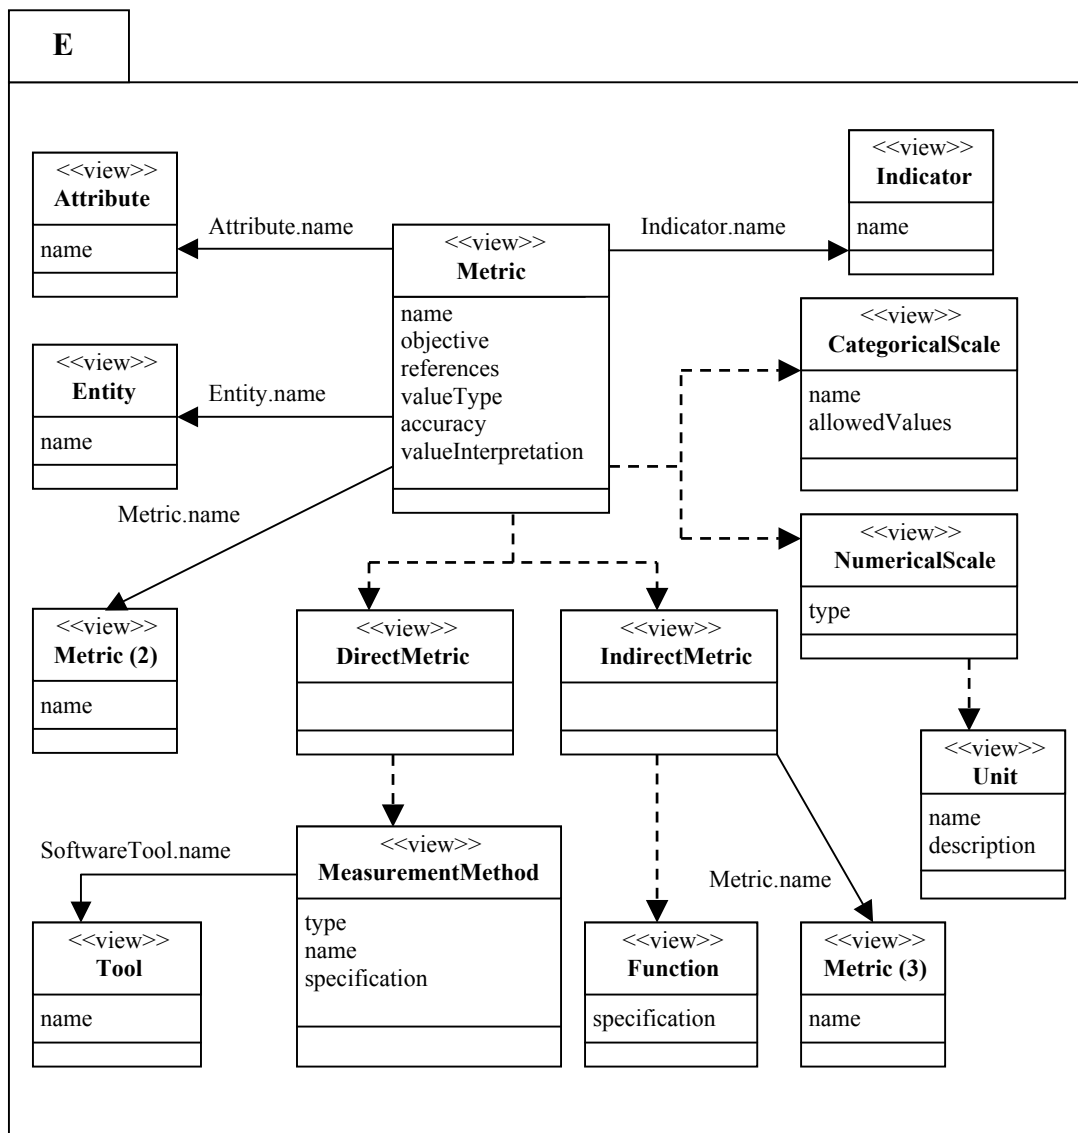 E
<<view>>
Attribute
name
Attribute.name
<<view>>
Metric
name
objective
references
valueType
accuracy
valueInterpretation
Indicator.name
<<view>>
Indicator
name
<<view>>
CategoricalScale
name
allowedValues
<<view>>
Entity
name
Entity.name
Metric.name
<<view>>
NumericalScale
type
<<view>>
Metric (2)
name
<<view>>
DirectMetric
<<view>>
IndirectMetric
<<view>>
Unit
name
description
SoftwareTool.name
<<view>>
MeasurementMethod
type
name
specification
Metric.name
<<view>>
Tool
name
<<view>>
Function
specification
<<view>>
Metric (3)
name